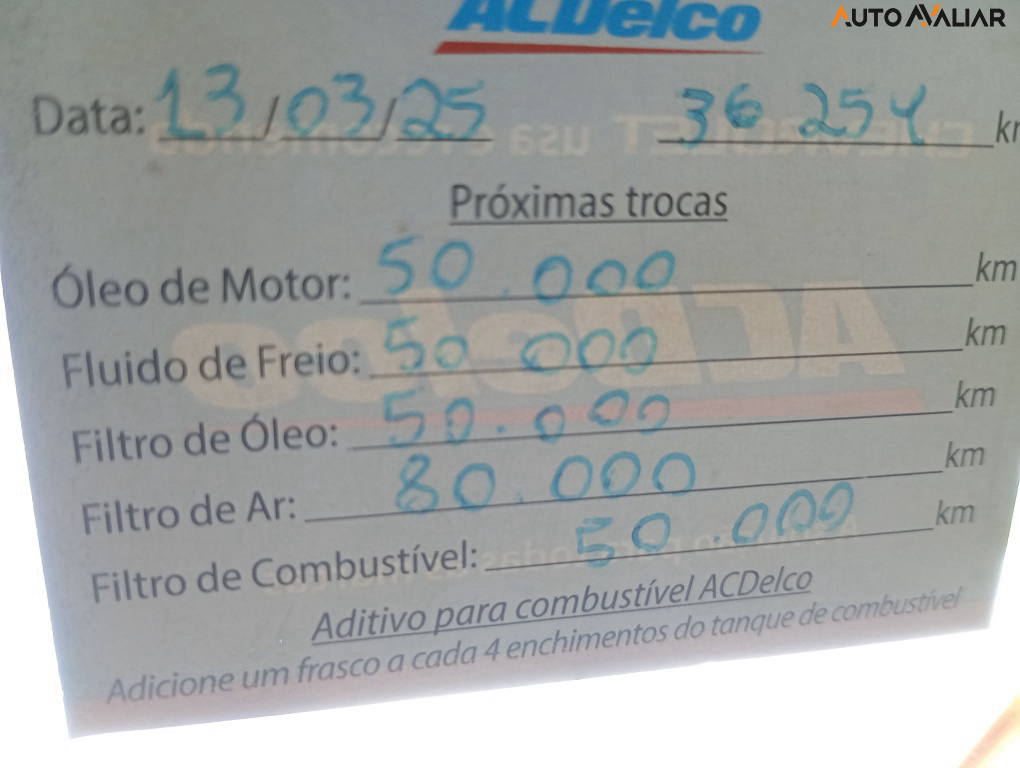 ACDelco
AUTO AVALIAR
Data: 13/03/25 36 254 km
Próximas trocas
Óleo de Motor: 50.000 km
Fluido de Freio: 50 000 km
Filtro de Óleo: 50.000 km
Filtro de Ar: 80.000 km
Filtro de Combustível: 50.000 km
Aditivo para combustível ACDelco
Adicione um frasco a cada 4 enchimentos do tanque de combustível